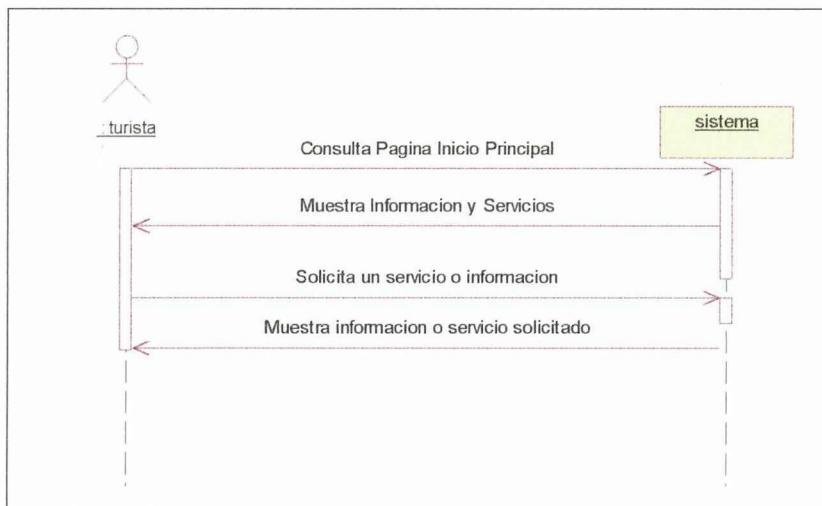 : turista
sistema
Consulta Pagina Inicio Principal
Muestra Informacion y Servicios
Solicita un servicio o informacion
Muestra informacion o servicio solicitado